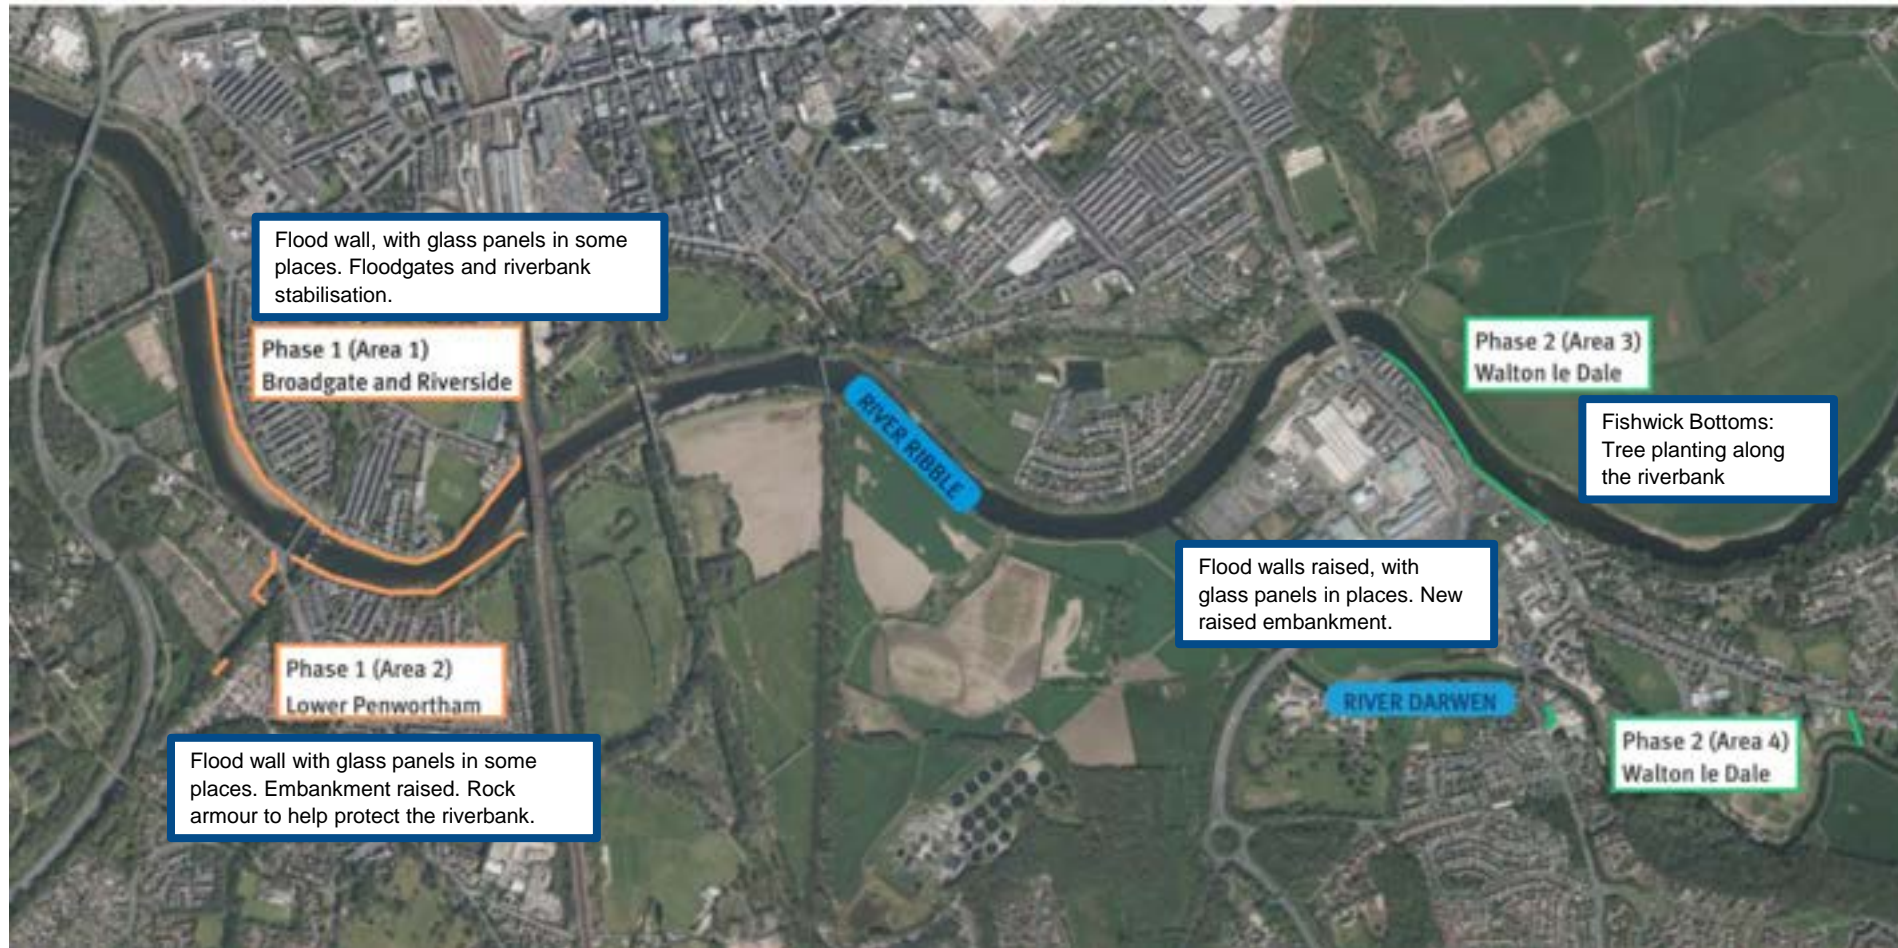 Flood wall, with glass panels in some
places. Floodgates and riverbank
stabilisation.
Phase 1 (Area 1)
Broadgate and Riverside
Phase 2 (Area 3)
Walton le Dale
RIVER RIBBLE
Fishwick Bottoms:
Tree planting along
the riverbank
Flood walls raised, with
glass panels in places. New
raised embankment.
Phase 1 (Area 2)
Lower Penwortham
RIVER DARWEN
Phase 2 (Area 4)
Walton le Dale
Flood wall with glass panels in some
places. Embankment raised. Rock
armour to help protect the riverbank.